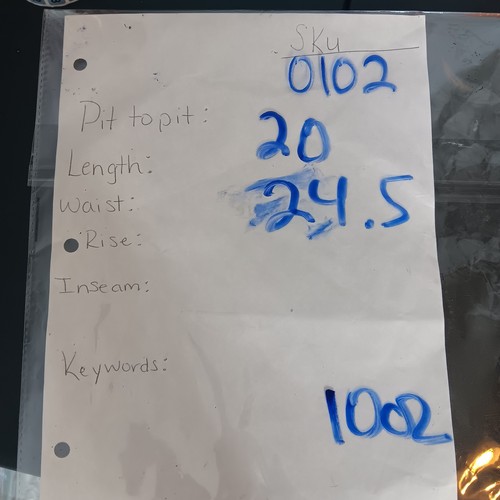 SKu
0102
Pit to pit: 20
Length: 24.5
Waist:
Rise:
Inseam:
Keywords:
1002